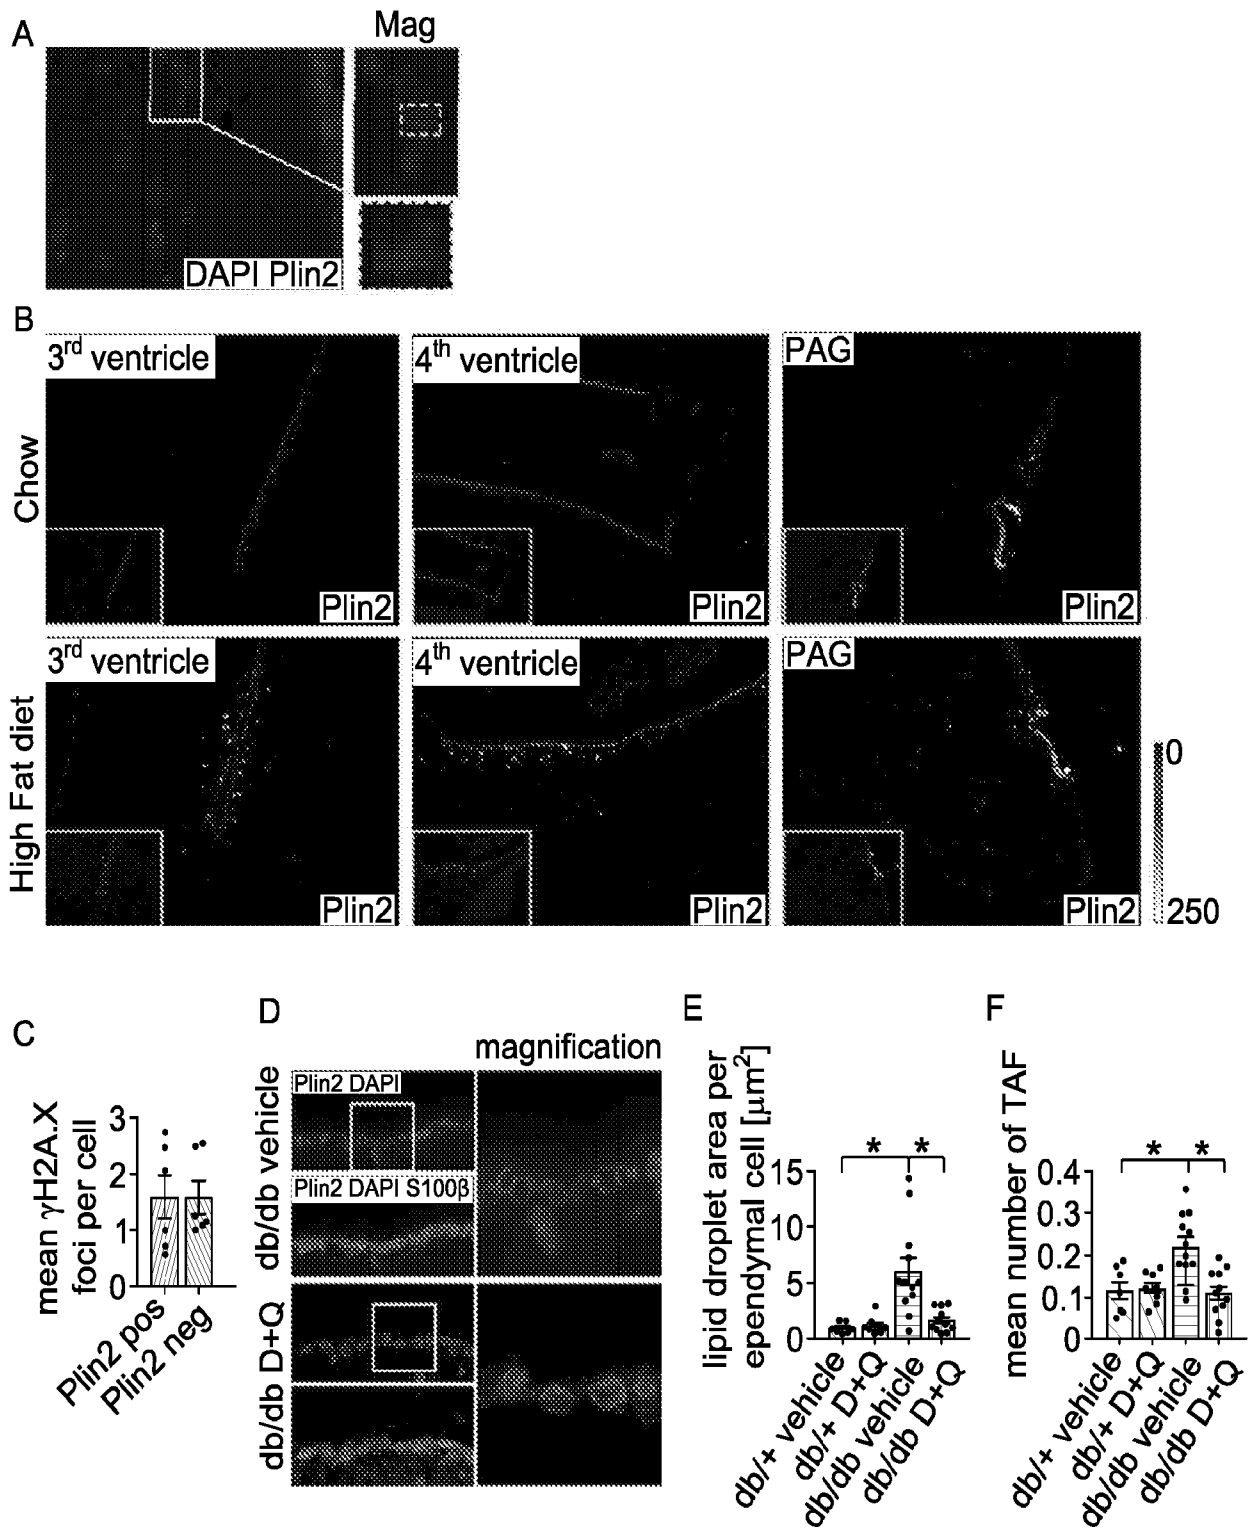 A
Mag
DAPI Plin2
B
Chow
3rd ventricle
Plin2
4th ventricle
Plin2
PAG
Plin2
High Fat diet
3rd ventricle
Plin2
4th ventricle
Plin2
PAG
Plin2
0
250
C
mean γH2A.X
foci per cell
3
2
1
0
Plin2 pos
Plin2 neg
D
magnification
db/db vehicle
Plin2 DAPI
Plin2 DAPI S100β
db/db D+Q
E
lipid droplet area per
ependymal cell [μm2]
* *
15
10
5
0
db/+ vehicle
db/+ D+Q
db/db vehicle
db/db D+Q
F
mean number of TAF
* *
0.4
0.3
0.2
0.1
0
db/+ vehicle
db/+ D+Q
db/db vehicle
db/db D+Q